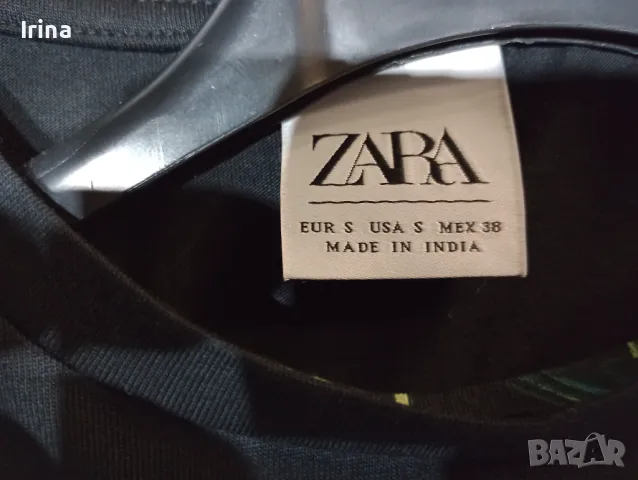 Irina
ZARA
EUR S USA S MEX 38
MADE IN INDIA
BAZAR